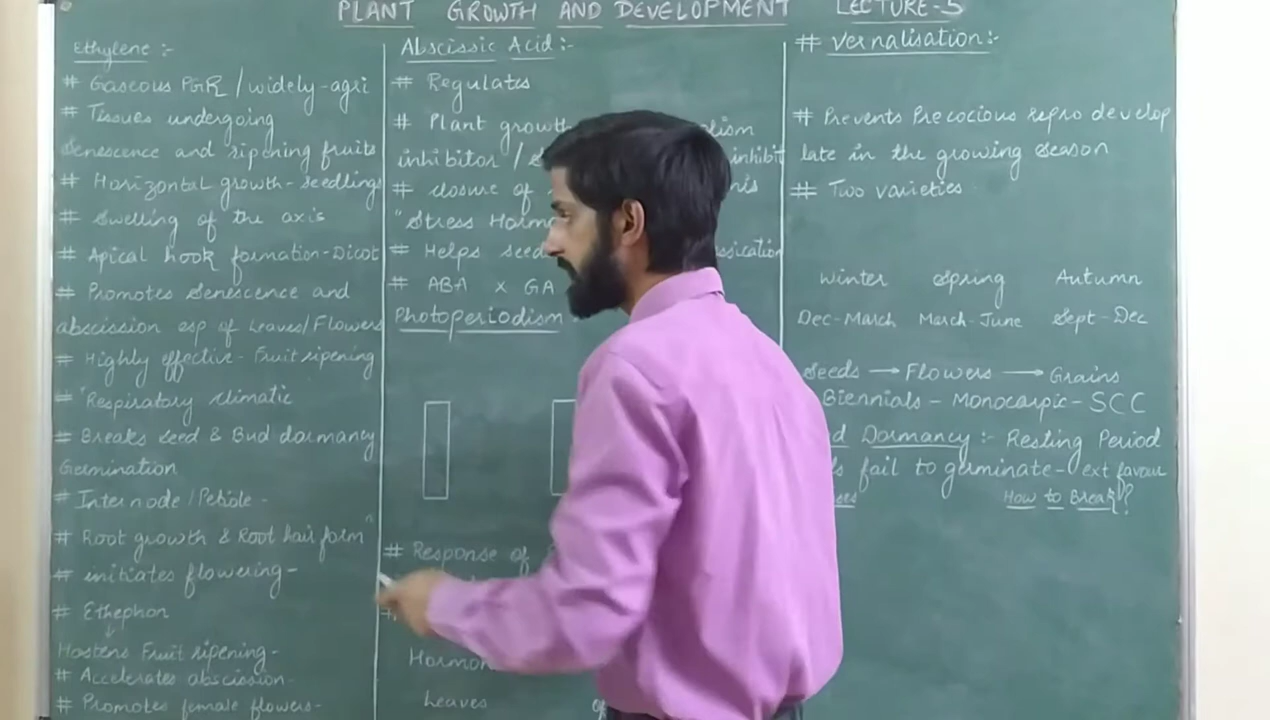 PLANT GROWTH AND DEVELOPMENT LECTURE-5
Ethylene :-
# Gaseous PGR / widely-agri
# Tissues undergoing
Senescence and ripening fruits
# Horizontal growth - Seedlings
# Swelling of the axis
# Apical hook formation-Dicot
# Promotes Senescence and
abscission esp of Leaves/Flowers
# Highly effective - Fruit ripening
# "Respiratory climatic
# Breaks seed & Bud dormancy
Germination
# Internode / Petiole -
# Root growth & Root hair form"
# initiates flowering-
# Ethephon
Hastens Fruit ripening-
# Accelerates abscission-
# Promotes female flowers-
Abscissic Acid:-
# Regulates
# Plant growth
inhibitor / inhibit
# closure of
"Stress Hormo
# Helps seed
# ABA x GA
Photoperiodism
# Response of
Hormon
Leaves
# Vernalisation:-
# Prevents Precocious repro develop
late in the growing season
# Two varieties
Winter Spring Autumn
Dec-March March-June Sept-Dec
Seeds → Flowers → Grains
Biennials - Monocarpic - SCC
d Dormancy :- Resting Period
fail to germinate - ext favour
How to Break?